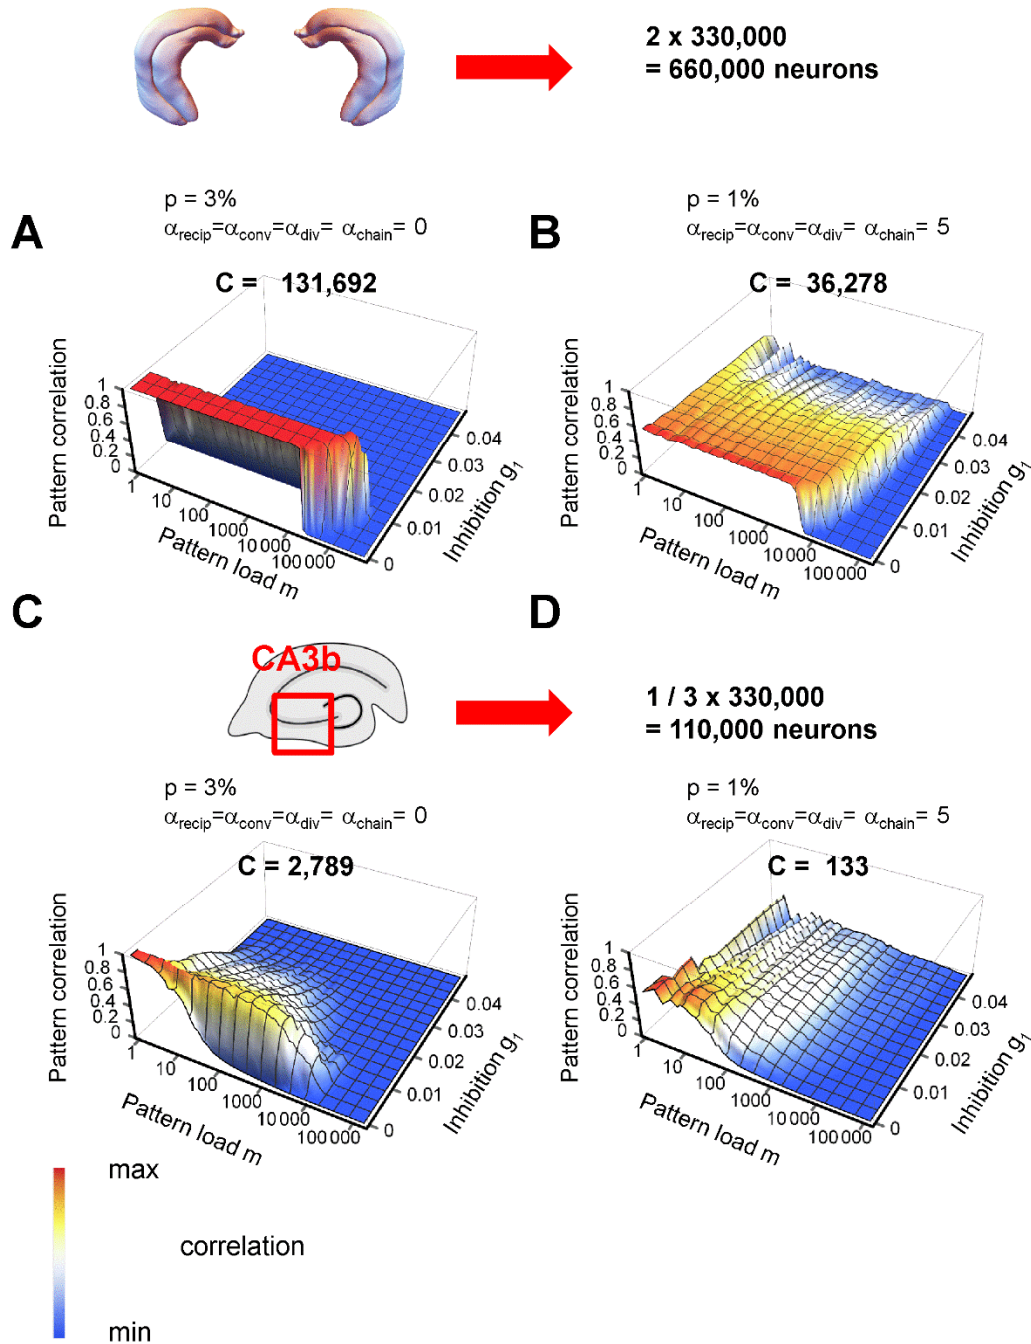 2 x 330,000
= 660,000 neurons
p = 3%
αrecip=αconv=αdiv= αchain= 0
p = 1%
αrecip=αconv=αdiv= αchain= 5
A
B
C = 131,692
C = 36,278
Pattern correlation
1
0.8
0.6
0.4
0.2
0
1
10
100
1000
10 000
100 000
Pattern load m
0
0.01
0.02
0.03
0.04
Inhibition g1
Pattern correlation
1
0.8
0.6
0.4
0.2
0
1
10
100
1000
10 000
100 000
Pattern load m
0
0.01
0.02
0.03
0.04
Inhibition g1
C
D
CA3b
1 / 3 x 330,000
= 110,000 neurons
p = 3%
αrecip=αconv=αdiv= αchain= 0
p = 1%
αrecip=αconv=αdiv= αchain= 5
C = 2,789
C = 133
Pattern correlation
1
0.8
0.6
0.4
0.2
0
1
10
100
1000
10 000
100 000
Pattern load m
0
0.01
0.02
0.03
0.04
Inhibition g1
Pattern correlation
1
0.8
0.6
0.4
0.2
0
1
10
100
1000
10 000
100 000
Pattern load m
0
0.01
0.02
0.03
0.04
Inhibition g1
max
correlation
min